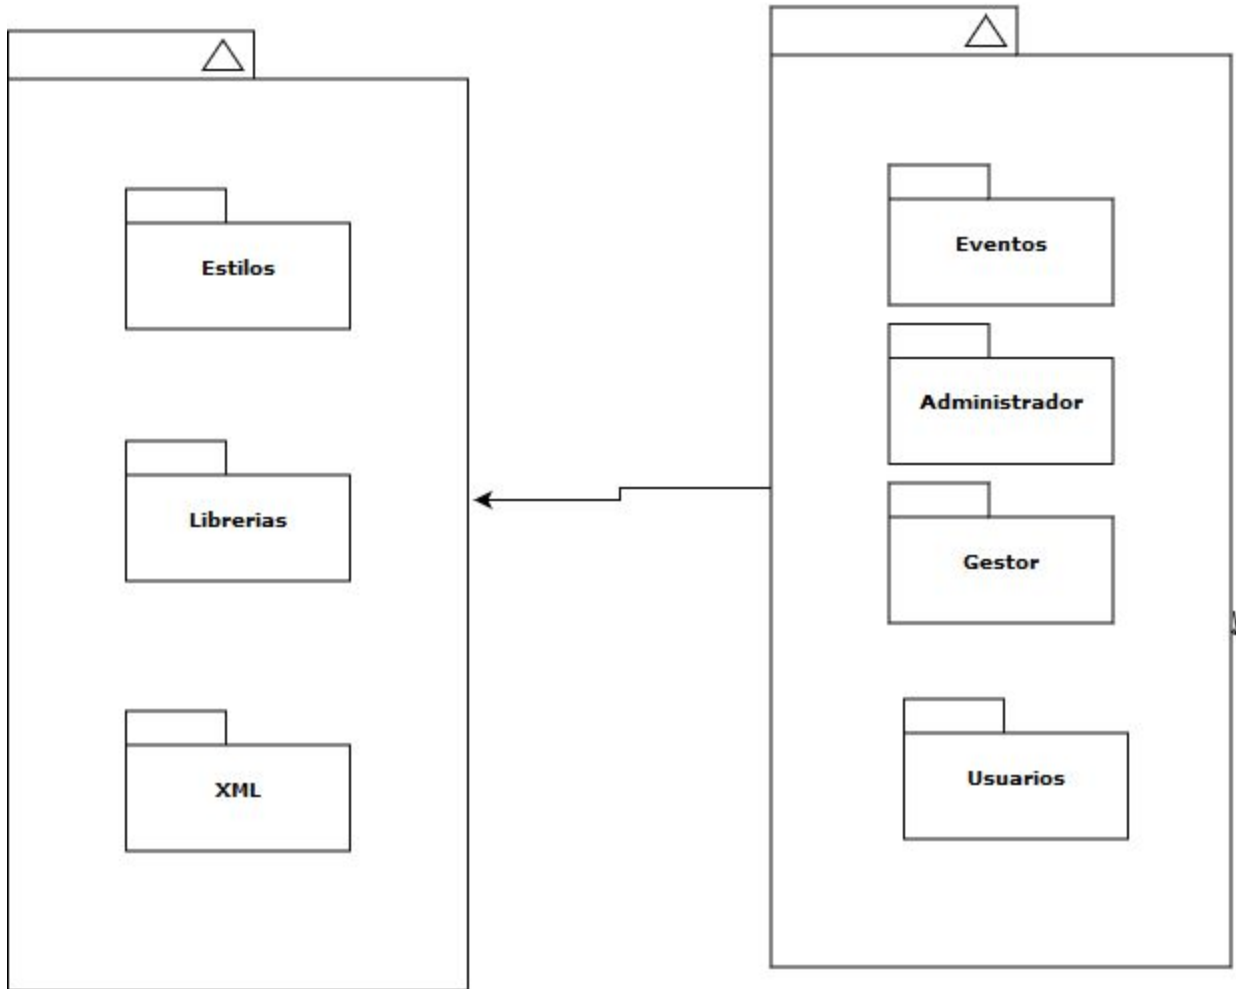 Estilos
Librerias
XML
Eventos
Administrador
Gestor
Usuarios